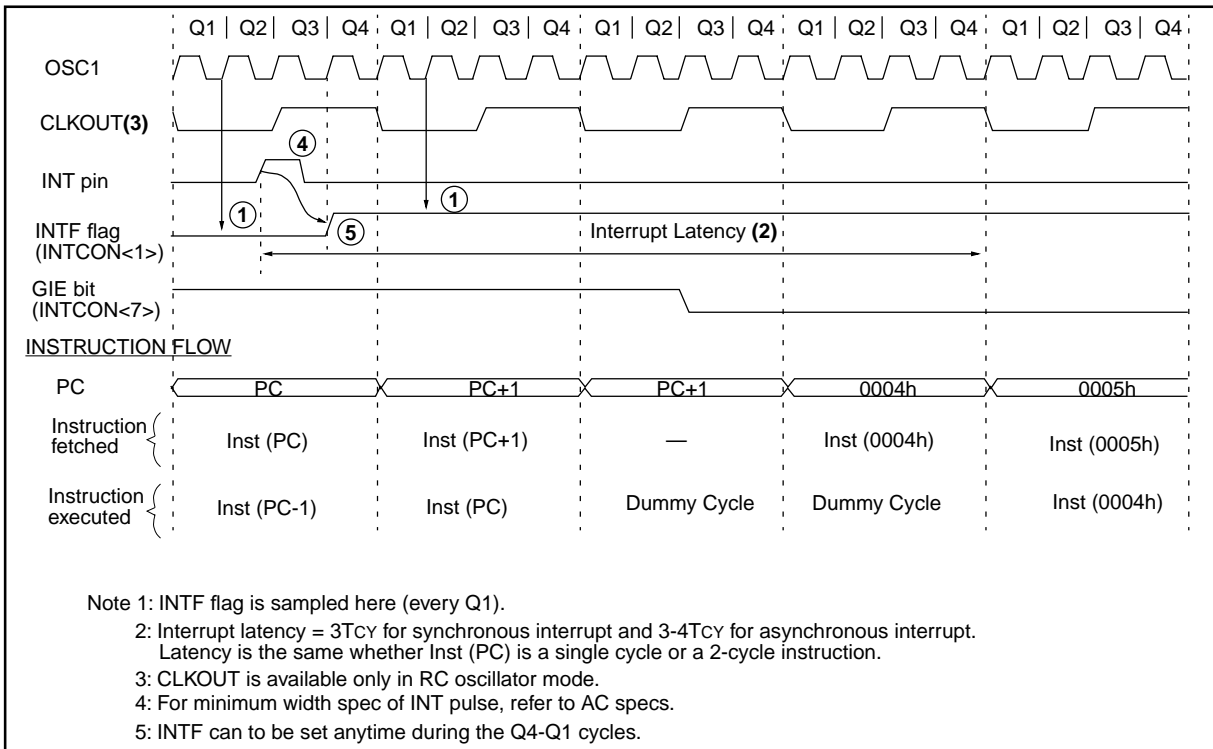 Q1 | Q2 | Q3 | Q4 Q1 | Q2 | Q3 | Q4 Q1 | Q2 | Q3 | Q4 Q1 | Q2 | Q3 | Q4 Q1 | Q2 | Q3 | Q4
OSC1
CLKOUT(3)
4
INT pin
1 1
INTF flag
(INTCON<1>)
5
Interrupt Latency (2)
GIE bit
(INTCON<7>)
INSTRUCTION FLOW
PC PC PC+1 PC+1 0004h 0005h
Instruction
fetched
Inst (PC) Inst (PC+1) — Inst (0004h) Inst (0005h)
Instruction
executed
Inst (PC-1) Inst (PC) Dummy Cycle Dummy Cycle Inst (0004h)
Note 1: INTF flag is sampled here (every Q1).
2: Interrupt latency = 3TCY for synchronous interrupt and 3-4TCY for asynchronous interrupt.
Latency is the same whether Inst (PC) is a single cycle or a 2-cycle instruction.
3: CLKOUT is available only in RC oscillator mode.
4: For minimum width spec of INT pulse, refer to AC specs.
5: INTF can to be set anytime during the Q4-Q1 cycles.